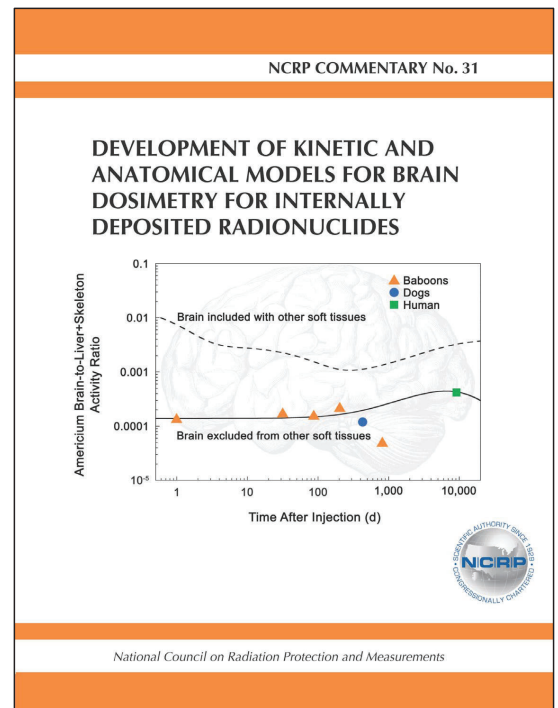 NCRP COMMENTARY No. 31
DEVELOPMENT OF KINETIC AND
ANATOMICAL MODELS FOR BRAIN
DOSIMETRY FOR INTERNALLY
DEPOSITED RADIONUCLIDES
Americium Brain-to-Liver+Skeleton
Activity Ratio
0.1
0.01
0.001
0.0001
10⁻⁵
Baboons
Dogs
Human
Brain included with other soft tissues
Brain excluded from other soft tissues
1 10 100 1,000 10,000
Time After Injection (d)
SCIENTIFIC AUTHORITY SINCE 1929
NCRP
CONGRESSIONALLY CHARTERED
National Council on Radiation Protection and Measurements